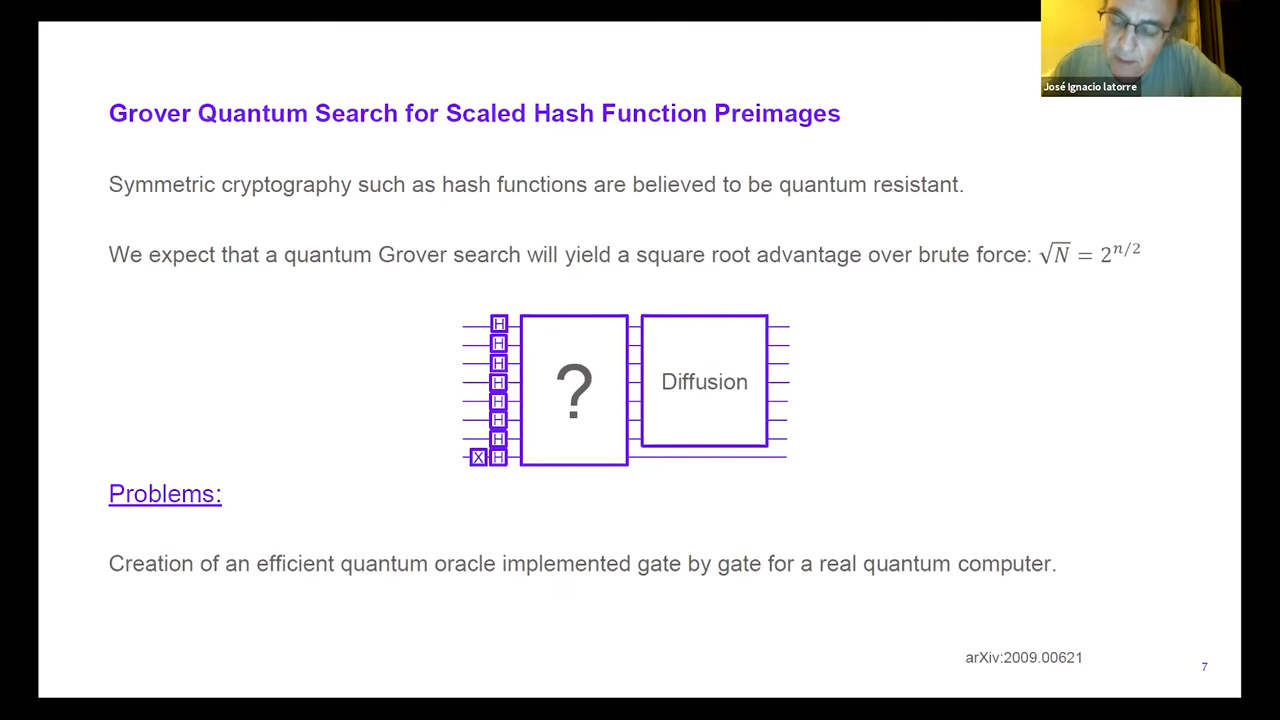 José Ignacio latorre
Grover Quantum Search for Scaled Hash Function Preimages
Symmetric cryptography such as hash functions are believed to be quantum resistant.
We expect that a quantum Grover search will yield a square root advantage over brute force: √N = 2^{n/2}
H
H
H
H
H
H
H
X H
?
Diffusion
Problems:
Creation of an efficient quantum oracle implemented gate by gate for a real quantum computer.
arXiv:2009.00621
7